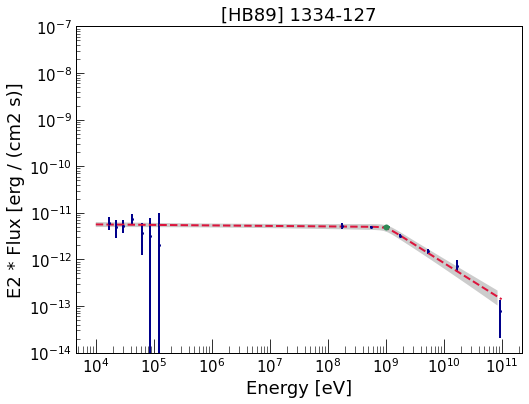 [HB89] 1334-127
E2 * Flux [erg / (cm2 s)]
10⁻⁷
10⁻⁸
10⁻⁹
10⁻¹⁰
10⁻¹¹
10⁻¹²
10⁻¹³
10⁻¹⁴
10⁴ 10⁵ 10⁶ 10⁷ 10⁸ 10⁹ 10¹⁰ 10¹¹
Energy [eV]